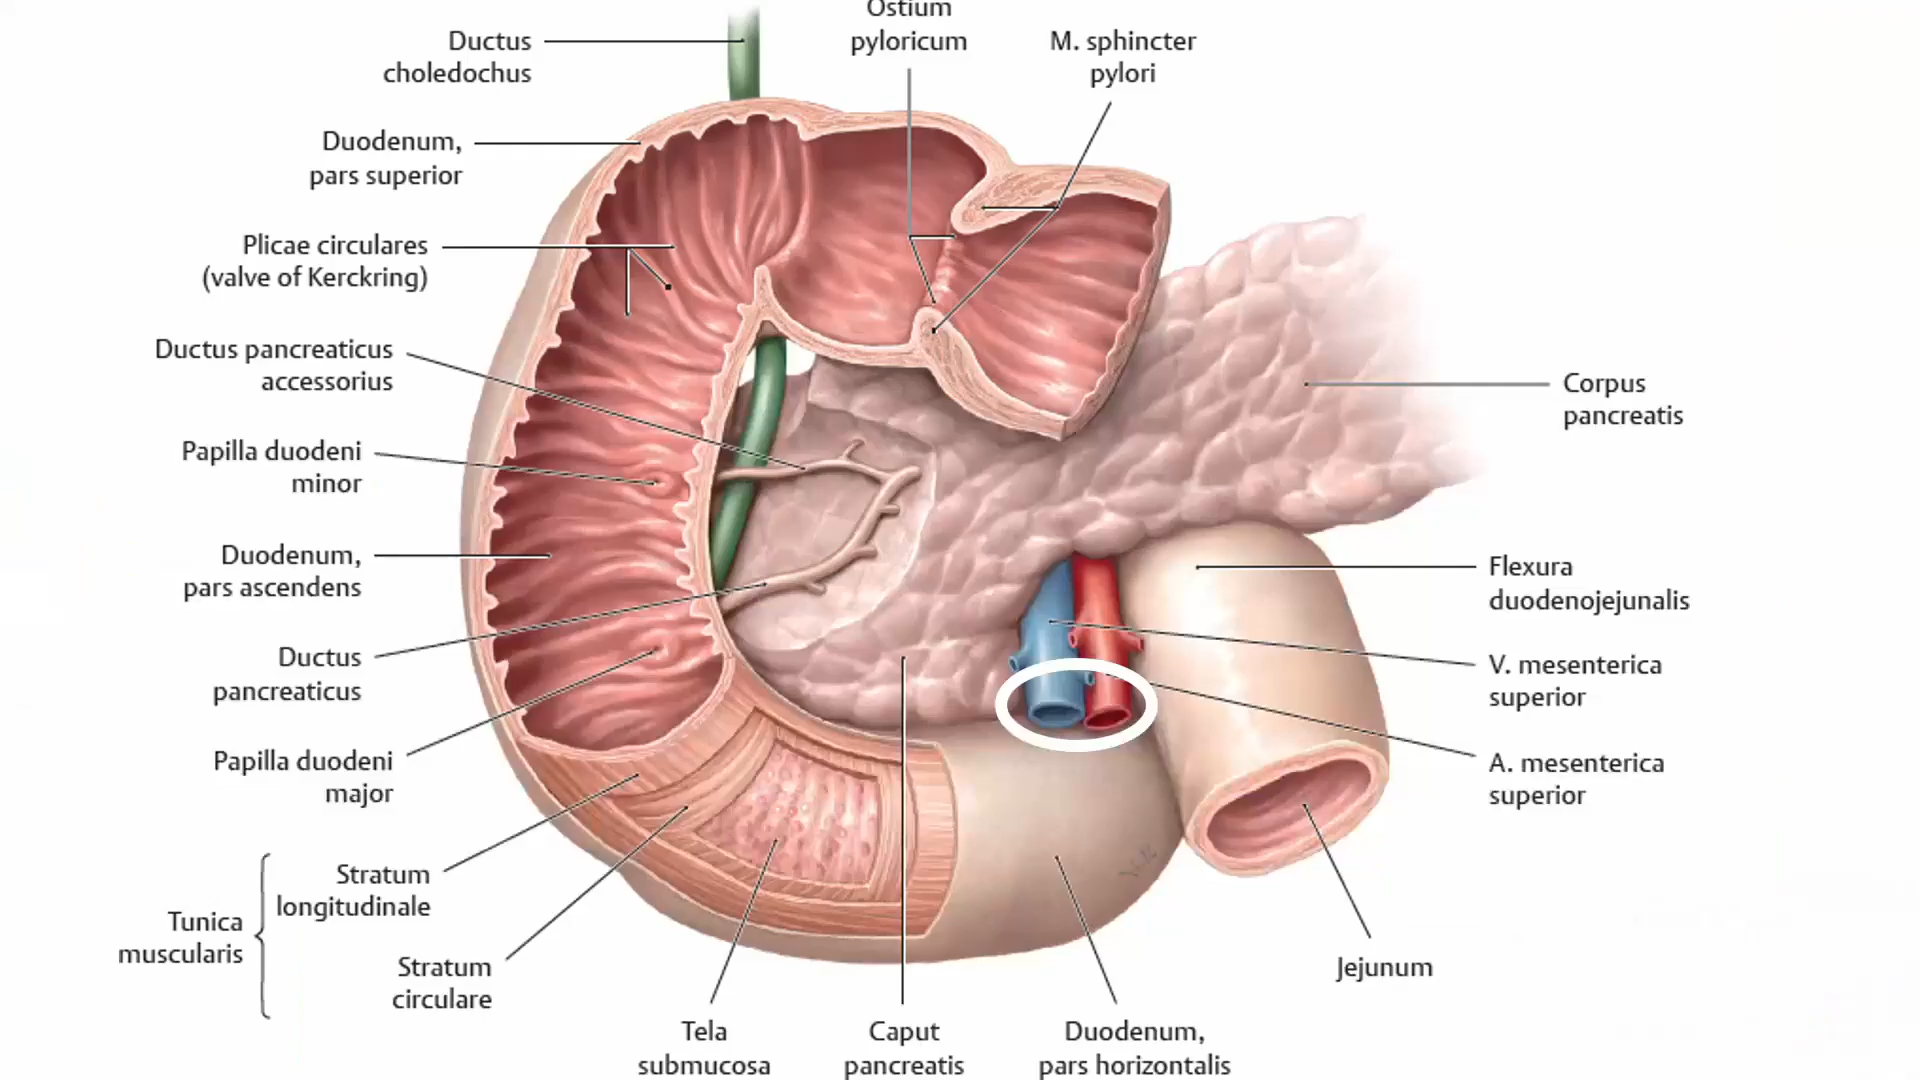 Ostium
pyloricum
M. sphincter
pylori
Ductus
choledochus
Duodenum,
pars superior
Plicae circulares
(valve of Kerckring)
Ductus pancreaticus
accessorius
Papilla duodeni
minor
Duodenum,
pars ascendens
Ductus
pancreaticus
Papilla duodeni
major
Stratum
longitudinale
Tunica
muscularis
Stratum
circulare
Tela
submucosa
Caput
pancreatis
Duodenum,
pars horizontalis
Jejunum
A. mesenterica
superior
V. mesenterica
superior
Flexura
duodenojejunalis
Corpus
pancreatis